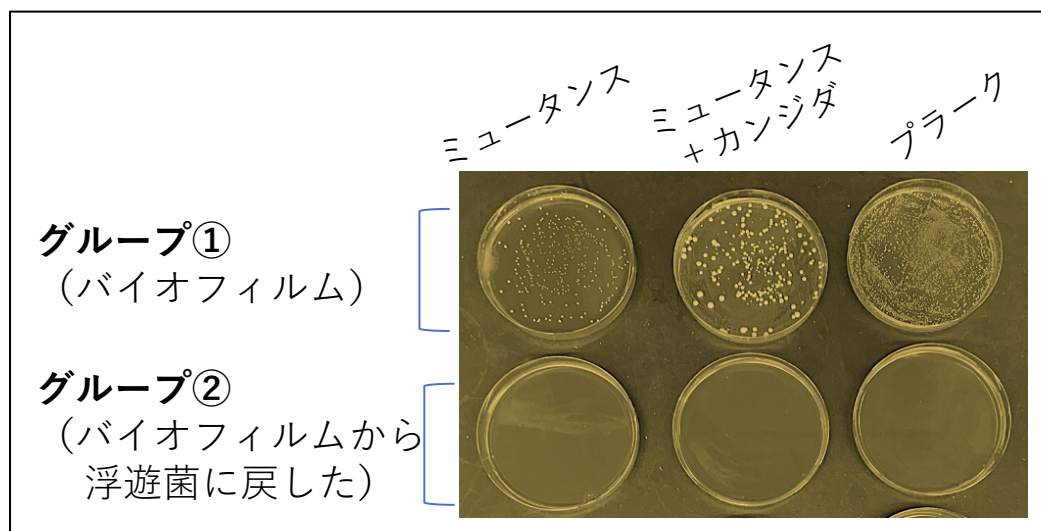 ミュータンス
ミュータンス
＋カンジダ
プラーク
グループ①
（バイオフィルム）
グループ②
（バイオフィルムから
浮遊菌に戻した）